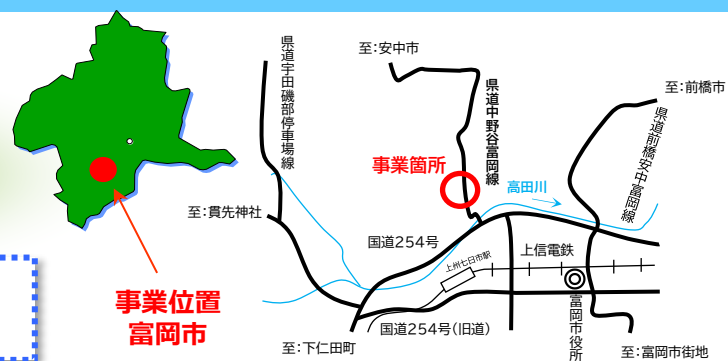 県道宇田磯部停車場線
至:安中市
県道中野谷富岡線
至:前橋市
県道前橋安中富岡線
事業箇所
高田川
至:貫先神社
国道254号
上信電鉄
上州七日市駅
事業位置
富岡市
国道254号(旧道)
富岡市役所
至:下仁田町
至:富岡市街地